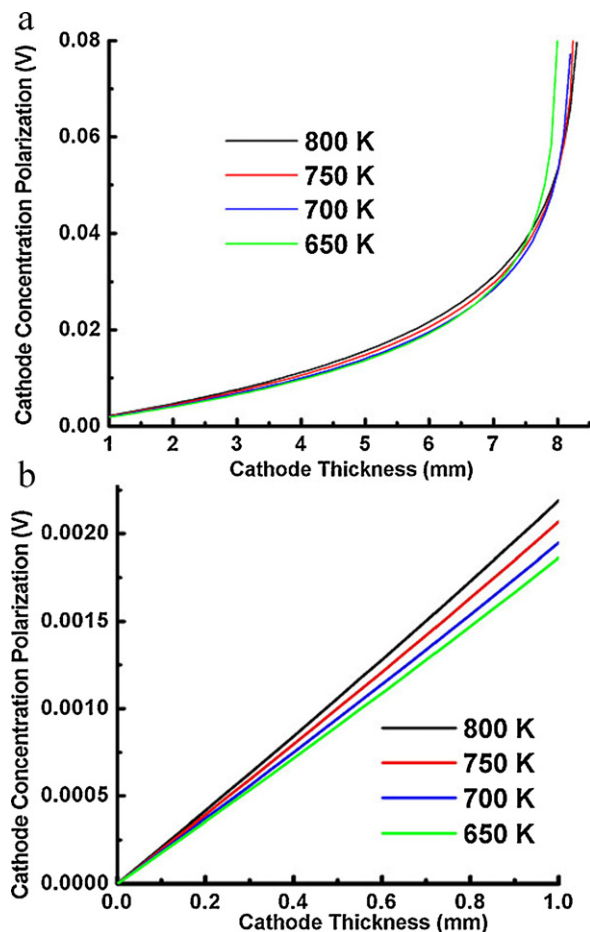 a
Cathode Concentration Polarization (V)
0.08
0.06
0.04
0.02
0.00
800 K
750 K
700 K
650 K
1 2 3 4 5 6 7 8
Cathode Thickness (mm)
b
Cathode Concentration Polarization (V)
0.0020
0.0015
0.0010
0.0005
0.0000
800 K
750 K
700 K
650 K
0.0 0.2 0.4 0.6 0.8 1.0
Cathode Thickness (mm)